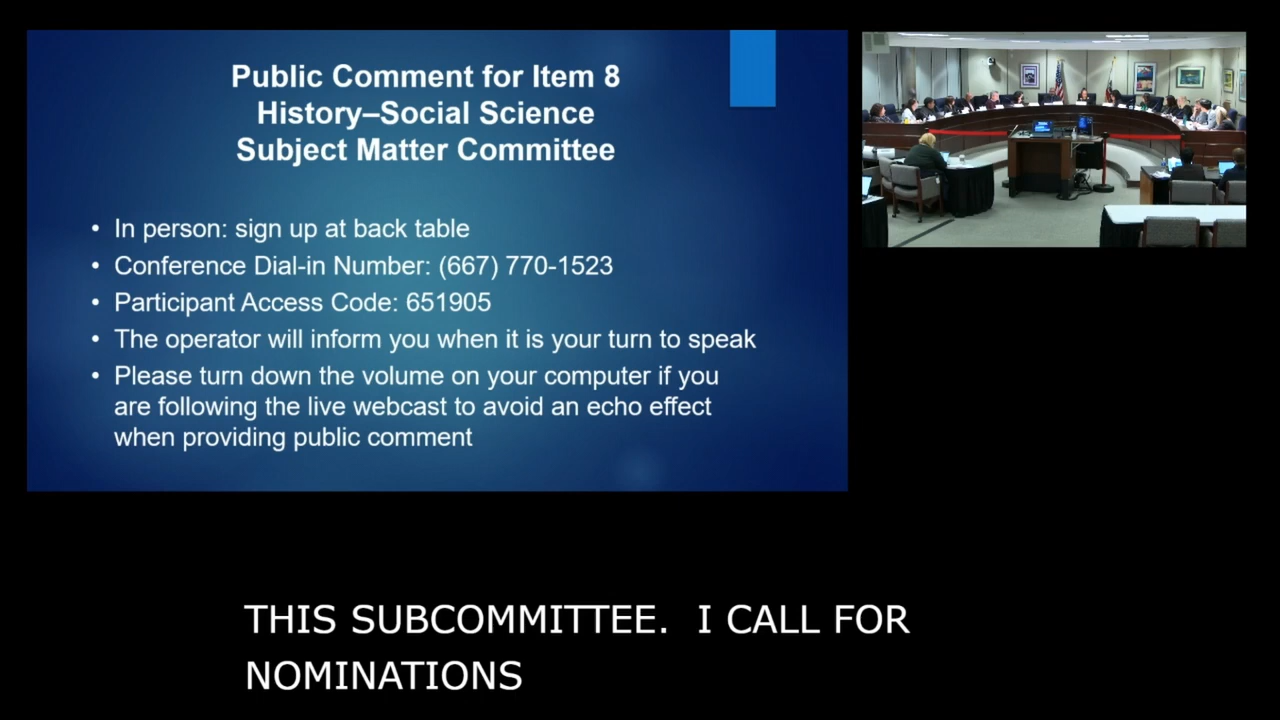 Public Comment for Item 8
History–Social Science
Subject Matter Committee
• In person: sign up at back table
• Conference Dial-in Number: (667) 770-1523
• Participant Access Code: 651905
• The operator will inform you when it is your turn to speak
• Please turn down the volume on your computer if you
are following the live webcast to avoid an echo effect
when providing public comment
THIS SUBCOMMITTEE.  I CALL FOR
NOMINATIONS